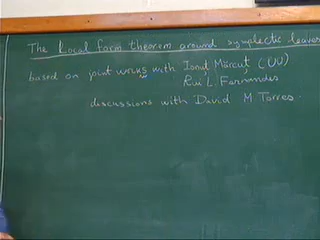 The Local form theorem around symplectic leaves
based on joint works with Ionuț Mărcuț (UU)
Rui L. Fernandes
discussions with David M Torres.